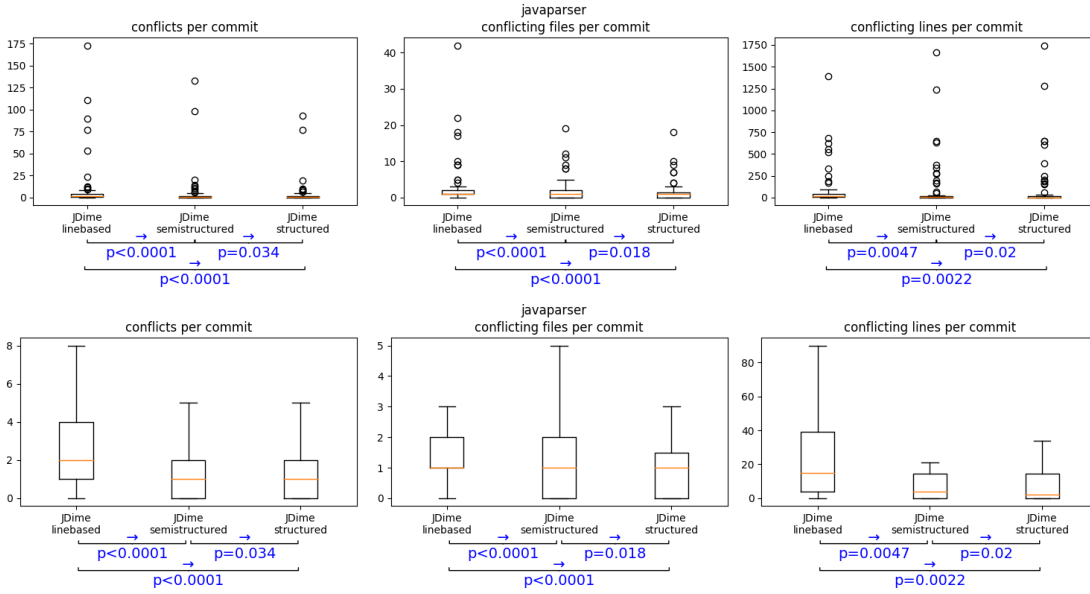 javaparser
conflicts per commit
conflicting files per commit
conflicting lines per commit
175
150
125
100
75
50
25
0
JDime
linebased
JDime
semistructured
JDime
structured
→ →
p<0.0001 p=0.034
→
p<0.0001
40
30
20
10
0
JDime
linebased
JDime
semistructured
JDime
structured
→ →
p<0.0001 p=0.018
→
p<0.0001
1750
1500
1250
1000
750
500
250
0
JDime
linebased
JDime
semistructured
JDime
structured
→ →
p=0.0047 p=0.02
→
p=0.0022
javaparser
conflicts per commit
conflicting files per commit
conflicting lines per commit
8
6
4
2
0
JDime
linebased
JDime
semistructured
JDime
structured
→ →
p<0.0001 p=0.034
→
p<0.0001
5
4
3
2
1
0
JDime
linebased
JDime
semistructured
JDime
structured
→ →
p<0.0001 p=0.018
→
p<0.0001
80
60
40
20
0
JDime
linebased
JDime
semistructured
JDime
structured
→ →
p=0.0047 p=0.02
→
p=0.0022